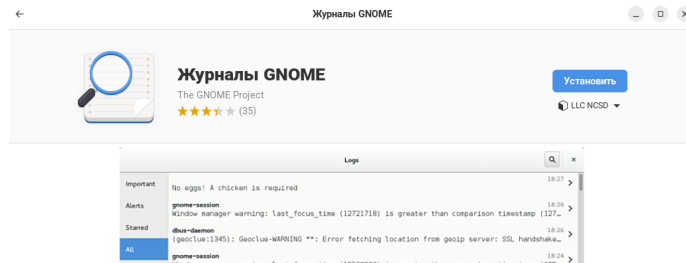 Журналы GNOME
Журналы GNOME
The GNOME Project
(35)
Установить
LLC NCSD
Logs
Important
Alerts
Starred
All
18:27
No eggs! A chicken is required
gnome-session 18:26
Window manager warning: last_focus_time (12721718) is greater than comparison timestamp (127…
dbus-daemon 18:26
(geoclue:1345): Geoclue-WARNING **: Error fetching location from geoip server: SSL handshake…
gnome-session 18:24